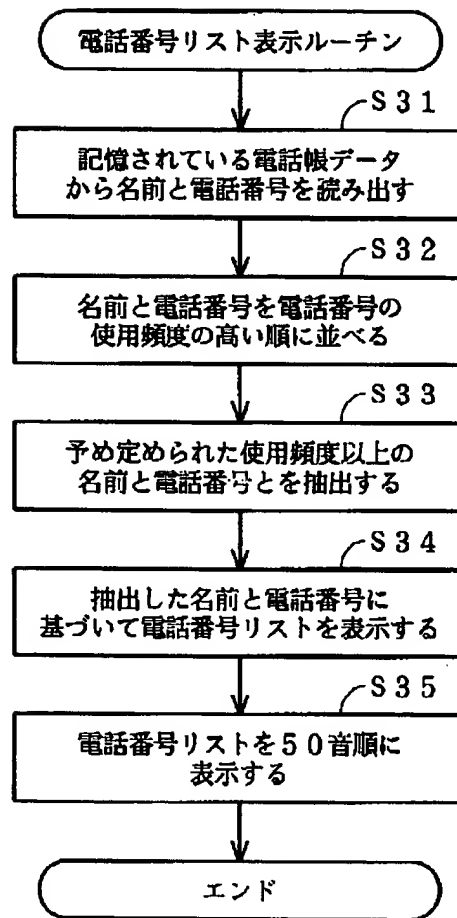 電話番号リスト表示ルーチン
S31
記憶されている電話帳データ
から名前と電話番号を読み出す
S32
名前と電話番号を電話番号の
使用頻度の高い順に並べる
S33
予め定められた使用頻度以上の
名前と電話番号とを抽出する
S34
抽出した名前と電話番号に
基づいて電話番号リストを表示する
S35
電話番号リストを50音順に
表示する
エンド